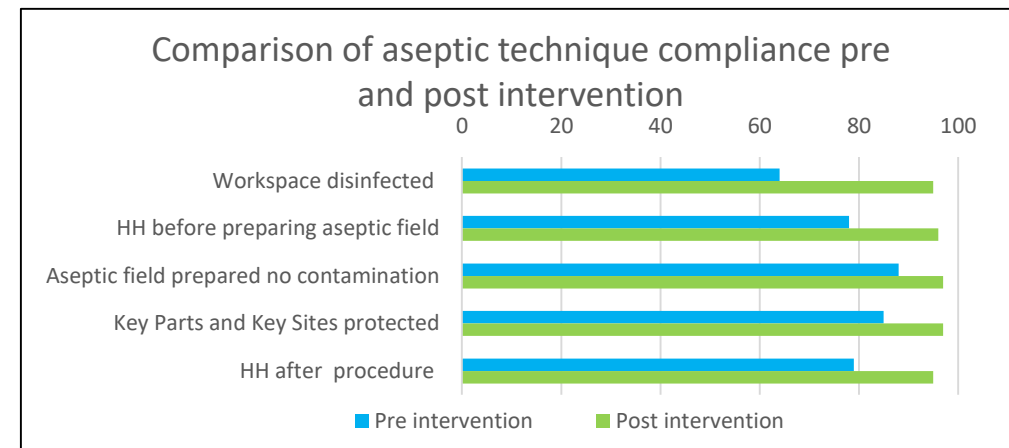 Comparison of aseptic technique compliance pre
and post intervention
0 20 40 60 80 100
Workspace disinfected
HH before preparing aseptic field
Aseptic field prepared no contamination
Key Parts and Key Sites protected
HH after procedure
Pre intervention Post intervention